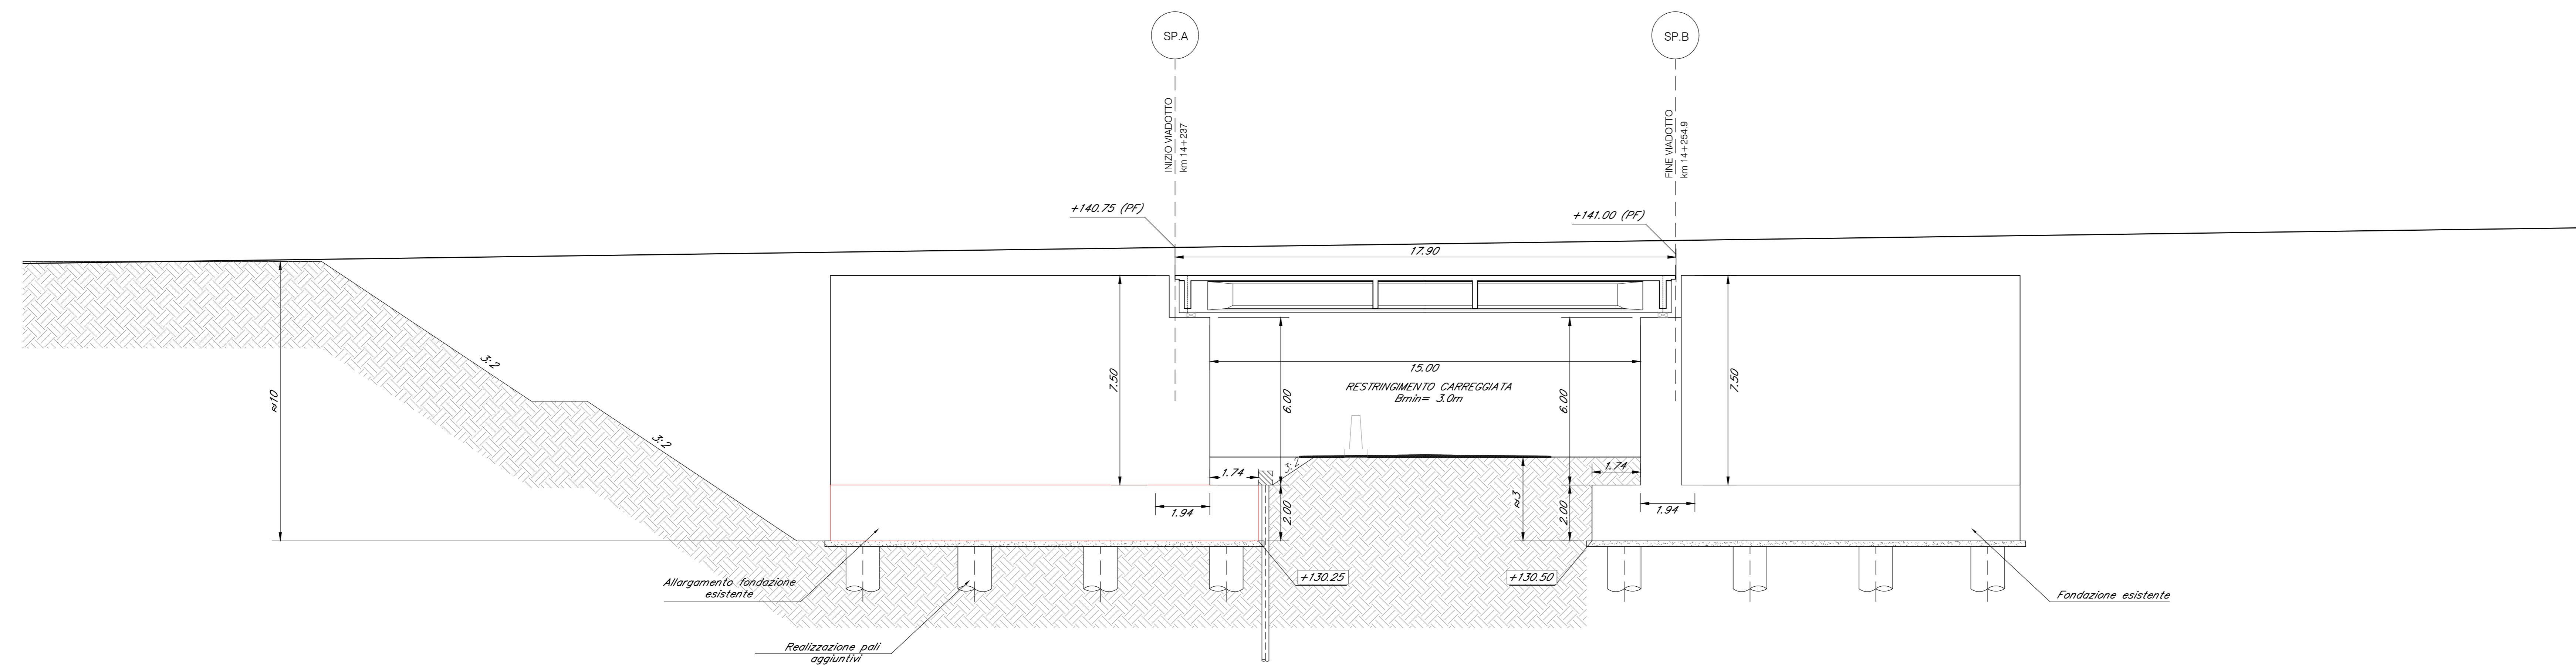 SP.A
SP.B
INIZIO VIADOTTO
km 14+237
FINE VIADOTTO
km 14+254.9
+140.75 (PF)
+141.00 (PF)
17.90
3:2
3:2
≈10
7.50
6.00
15.00
RESTRINGIMENTO CARREGGIATA
Bmin= 3.0m
6.00
7.50
1.74
3:2
1.74
1.94
2.00
≈3
2.00
1.94
Allargamento fondazione
esistente
+130.25
+130.50
Fondazione esistente
Realizzazione pali
aggiuntivi